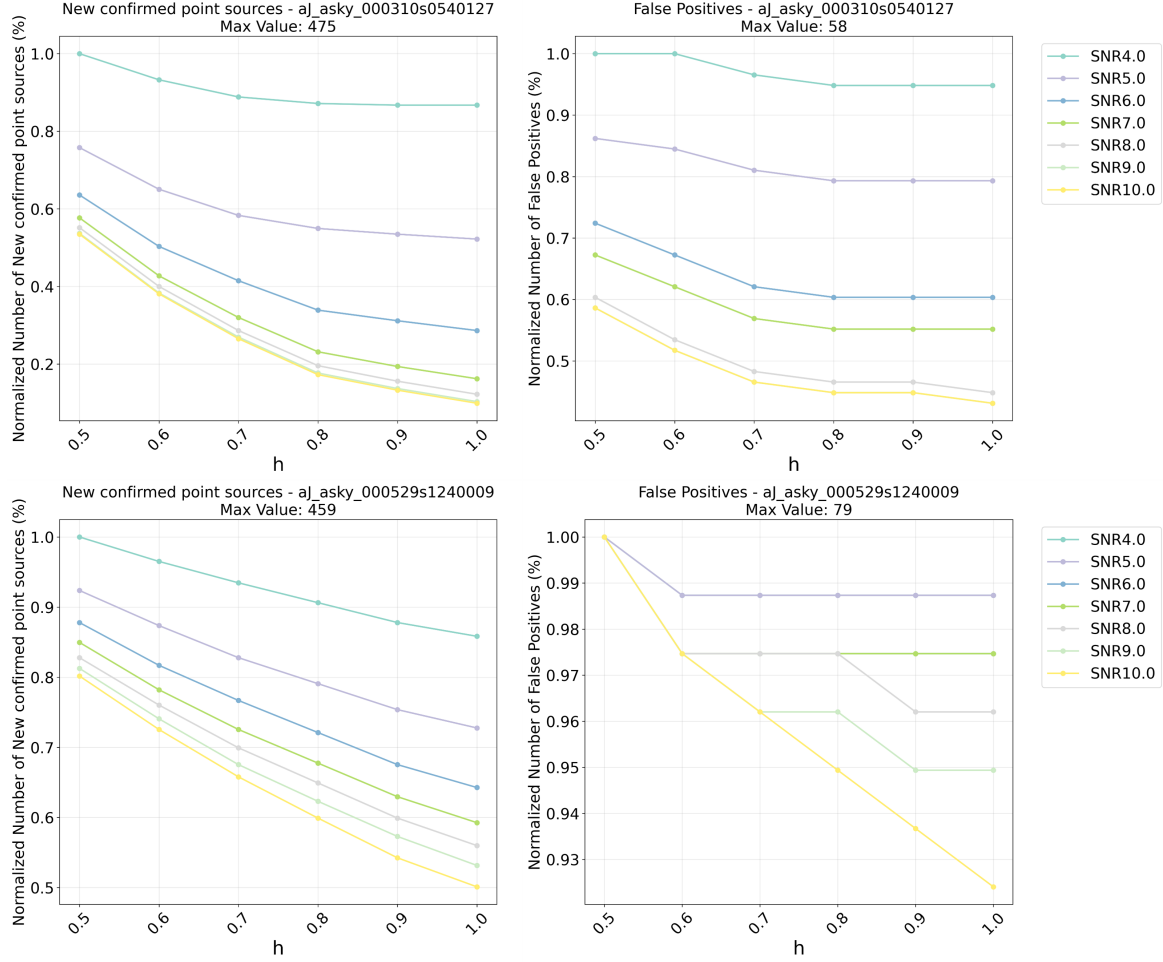 New confirmed point sources - aJ_asky_000310s0540127
Max Value: 475
Normalized Number of New confirmed point sources (%)
1.0
0.8
0.6
0.4
0.2
0.5
0.6
0.7
0.8
0.9
1.0
h
False Positives - aJ_asky_000310s0540127
Max Value: 58
Normalized Number of False Positives (%)
1.0
0.9
0.8
0.7
0.6
0.5
0.5
0.6
0.7
0.8
0.9
1.0
h
SNR4.0
SNR5.0
SNR6.0
SNR7.0
SNR8.0
SNR9.0
SNR10.0
New confirmed point sources - aJ_asky_000529s1240009
Max Value: 459
Normalized Number of New confirmed point sources (%)
1.0
0.9
0.8
0.7
0.6
0.5
0.5
0.6
0.7
0.8
0.9
1.0
h
False Positives - aJ_asky_000529s1240009
Max Value: 79
Normalized Number of False Positives (%)
1.00
0.99
0.98
0.97
0.96
0.95
0.94
0.93
0.5
0.6
0.7
0.8
0.9
1.0
h
SNR4.0
SNR5.0
SNR6.0
SNR7.0
SNR8.0
SNR9.0
SNR10.0